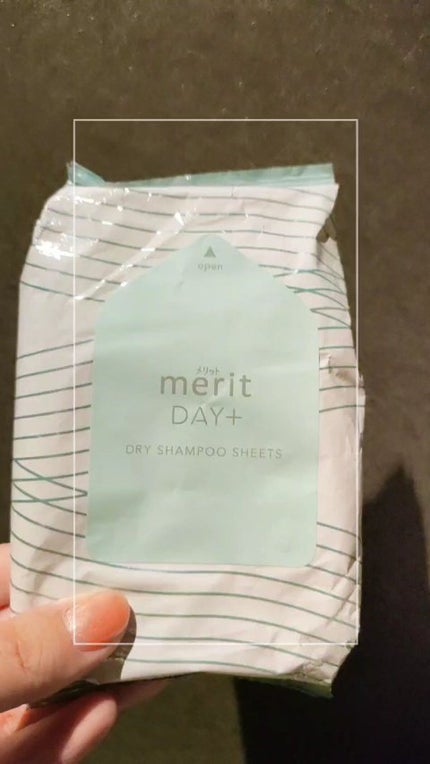 open
メリット
merit
DAY+
DRY SHAMPOO SHEETS